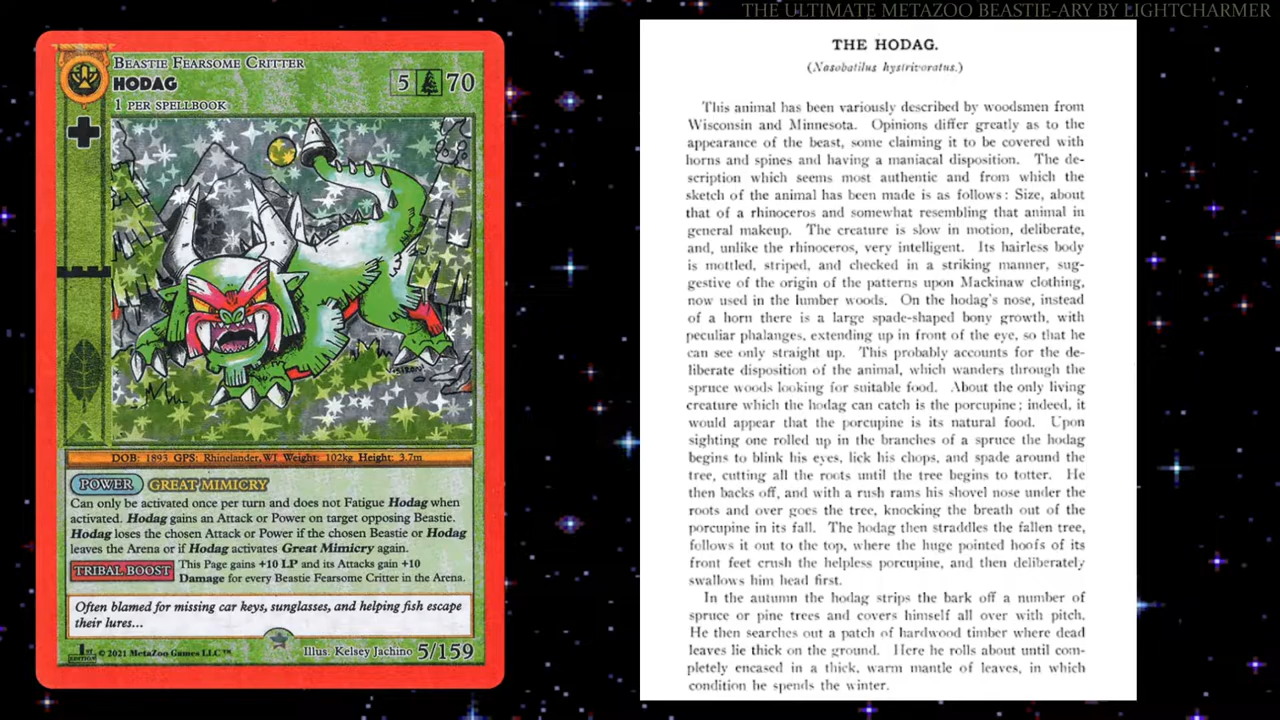 THE ULTIMATE METAZOO BEASTIE-ARY BY LIGHTCHARMER
BEASTIE FEARSOME CRITTER
HODAG
5 70
1 PER SPELLBOOK
DOB: 1893 GPS: Rhinelander, WI Weight: 102kg Height: 3.7m
POWER GREAT MIMICRY
Can only be activated once per turn and does not Fatigue Hodag when
activated. Hodag gains an Attack or Power on target opposing Beastie.
Hodag loses the chosen Attack or Power if the chosen Beastie or Hodag
leaves the Arena or if Hodag activates Great Mimicry again.
TRIBAL BOOST This Page gains +10 LP and its Attacks gain +10
Damage for every Beastie Fearsome Critter in the Arena.
Often blamed for missing car keys, sunglasses, and helping fish escape
their lures...
1ST EDITION © 2021 MetaZoo Games LLC™ Illus: Kelsey Jachino 5/159
THE HODAG.
(Nasobatilus hystrivoratus.)
This animal has been variously described by woodsmen from
Wisconsin and Minnesota. Opinions differ greatly as to the
appearance of the beast, some claiming it to be covered with
horns and spines and having a maniacal disposition. The de-
scription which seems most authentic and from which the
sketch of the animal has been made is as follows: Size, about
that of a rhinoceros and somewhat resembling that animal in
general makeup. The creature is slow in motion, deliberate,
and, unlike the rhinoceros, very intelligent. Its hairless body
is mottled, striped, and checked in a striking manner, sug-
gestive of the origin of the patterns upon Mackinaw clothing,
now used in the lumber woods. On the hodag's nose, instead
of a horn there is a large spade-shaped bony growth, with
peculiar phalanges, extending up in front of the eye, so that he
can see only straight up. This probably accounts for the de-
liberate disposition of the animal, which wanders through the
spruce woods looking for suitable food. About the only living
creature which the hodag can catch is the porcupine; indeed, it
would appear that the porcupine is its natural food. Upon
sighting one rolled up in the branches of a spruce the hodag
begins to blink his eyes, lick his chops, and spade around the
tree, cutting all the roots until the tree begins to totter. He
then backs off, and with a rush rams his shovel nose under the
roots and over goes the tree, knocking the breath out of the
porcupine in its fall. The hodag then straddles the fallen tree,
follows it out to the top, where the huge pointed hoofs of its
front feet crush the helpless porcupine, and then deliberately
swallows him head first.
In the autumn the hodag strips the bark off a number of
spruce or pine trees and covers himself all over with pitch.
He then searches out a patch of hardwood timber where dead
leaves lie thick on the ground. Here he rolls about until com-
pletely encased in a thick, warm mantle of leaves, in which
condition he spends the winter.